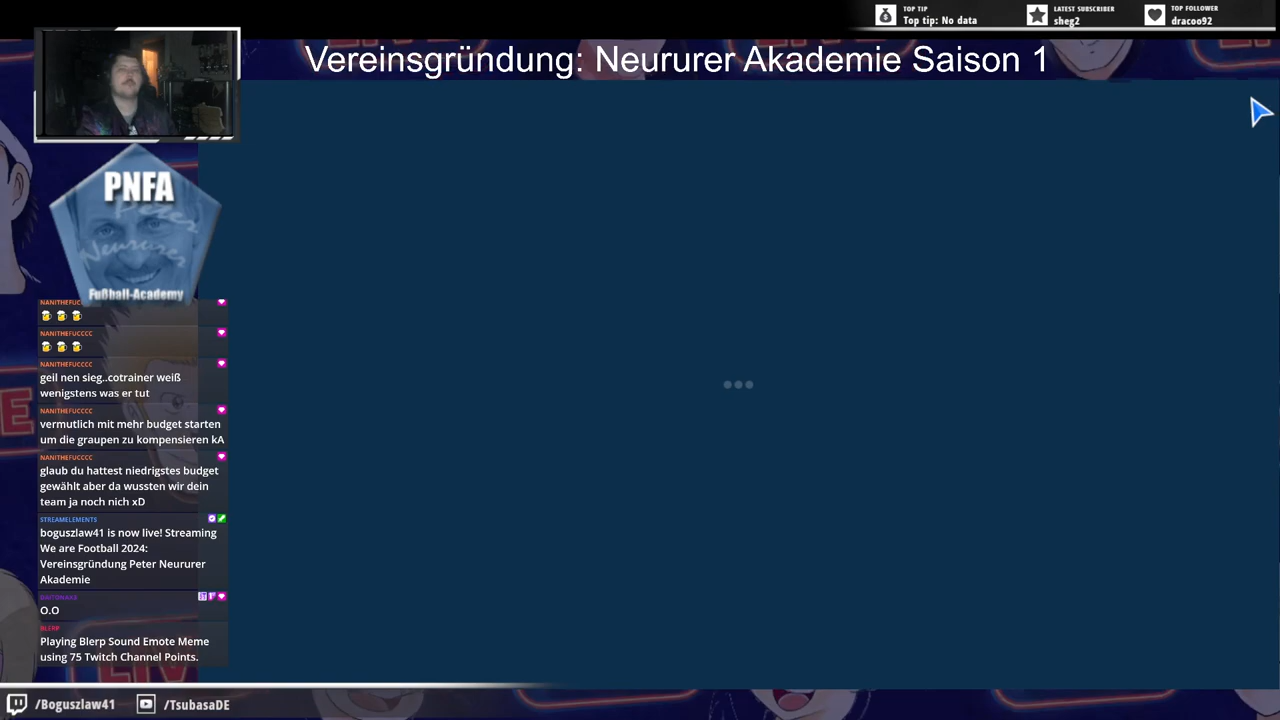 TOP TIP
Top tip: No data
LATEST SUBSCRIBER
sheg2
TOP FOLLOWER
dracoo92
Vereinsgründung: Neururer Akademie Saison 1
PNFA
Peter
Neururer
Fußball-Academy
NANITHEFUCCCC
NANITHEFUCCCC
geil nen sieg..cotrainer weiß
wenigstens was er tut
NANITHEFUCCCC
vermutlich mit mehr budget starten
um die graupen zu kompensieren kA
NANITHEFUCCCC
glaub du hattest niedrigstes budget
gewählt aber da wussten wir dein
team ja noch nich xD
STREAMELEMENTS
boguszlaw41 is now live! Streaming
We are Football 2024:
Vereinsgründung Peter Neururer
Akademie
O.O
BLERP
Playing Blerp Sound Emote Meme
using 75 Twitch Channel Points.
/Boguszlaw41
/TsubasaDE